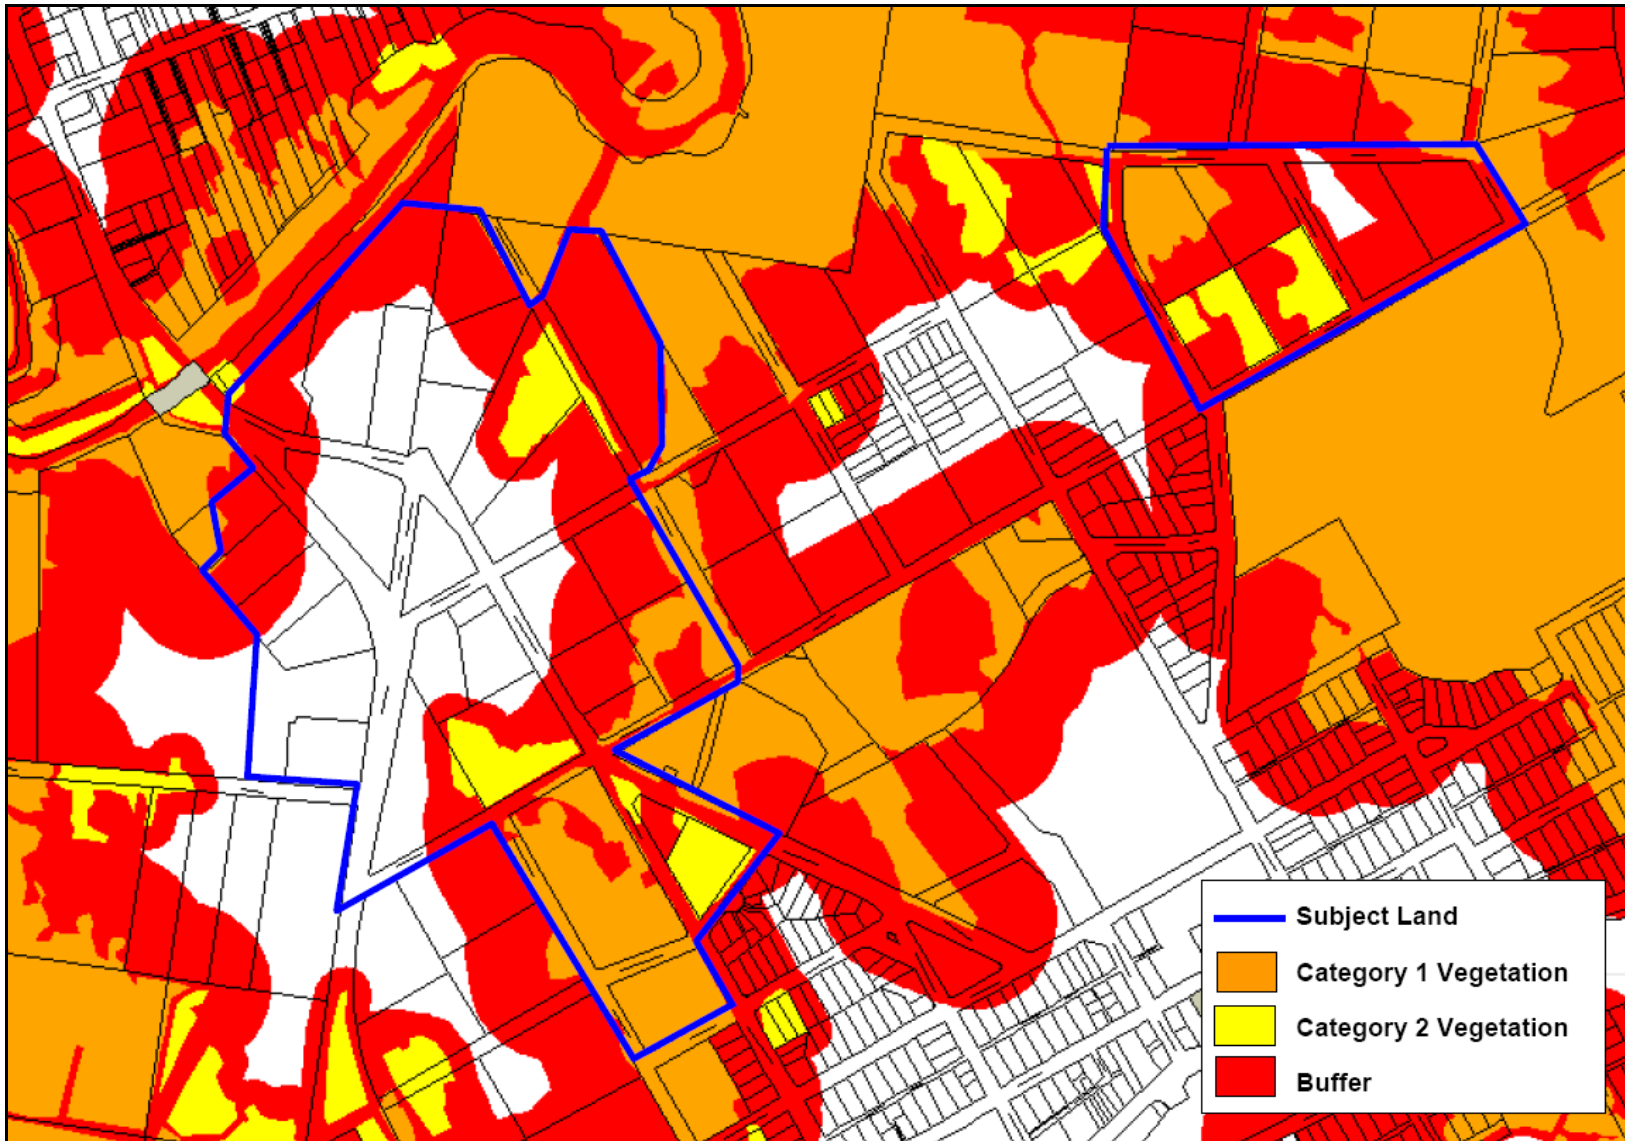 Subject Land
Category 1 Vegetation
Category 2 Vegetation
Buffer